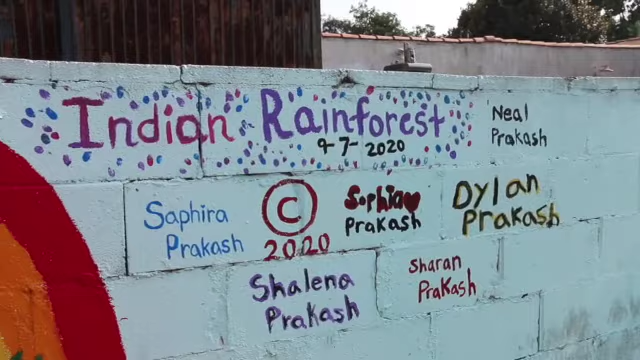 Indian Rainforest
9-7-2020
Neal
Prakash
Saphira
Prakash
©
2020
Sophia♥
Prakash
Dylan
Prakash
Shalena
Prakash
Sharan
Prakash